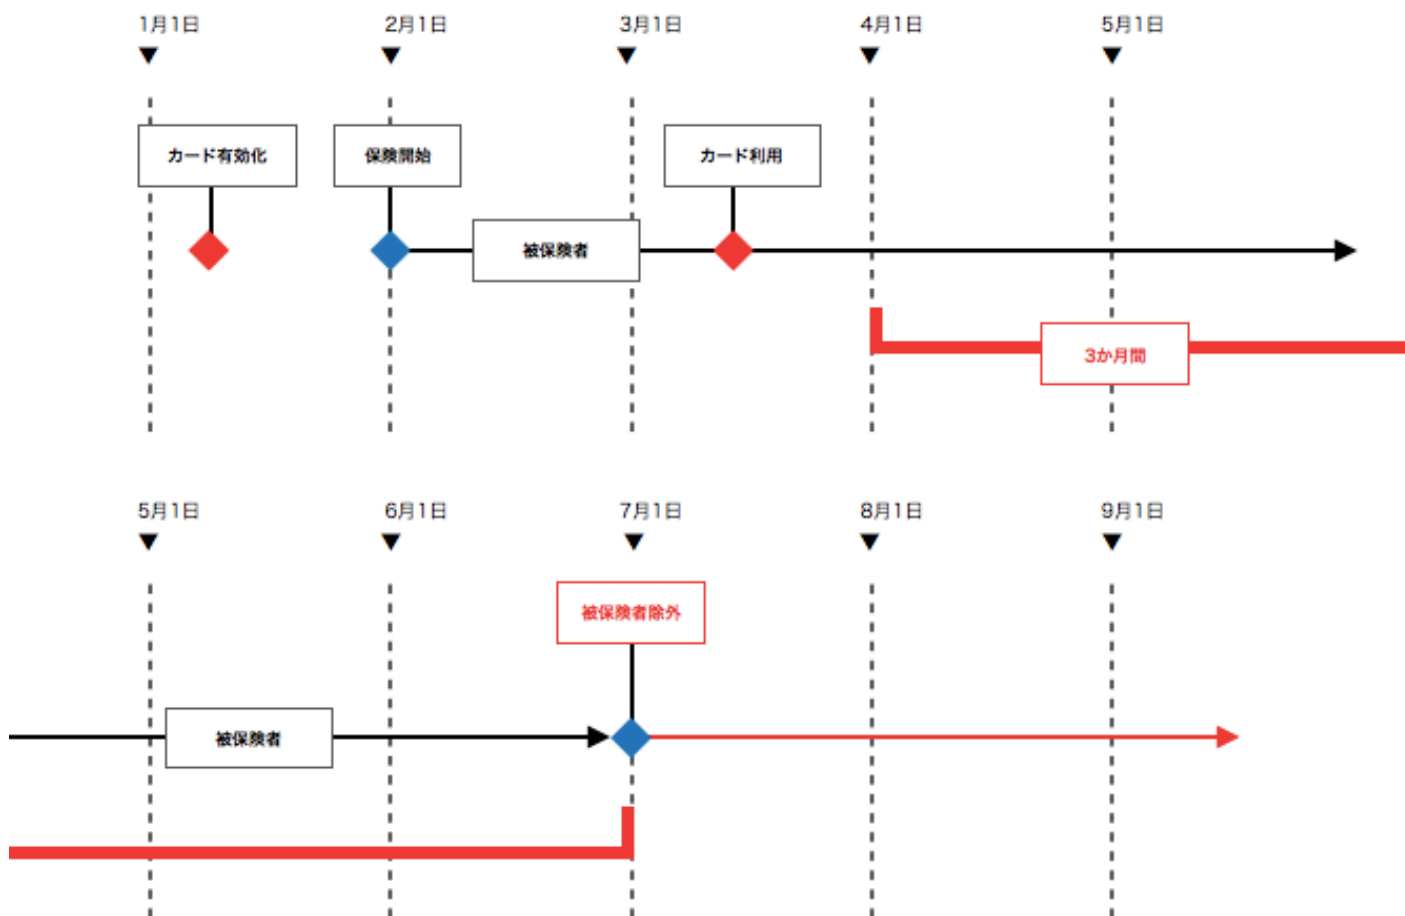 1月1日
2月1日
3月1日
4月1日
5月1日
カード有効化
保険開始
カード利用
被保険者
3か月間
5月1日
6月1日
7月1日
8月1日
9月1日
被保険者除外
被保険者